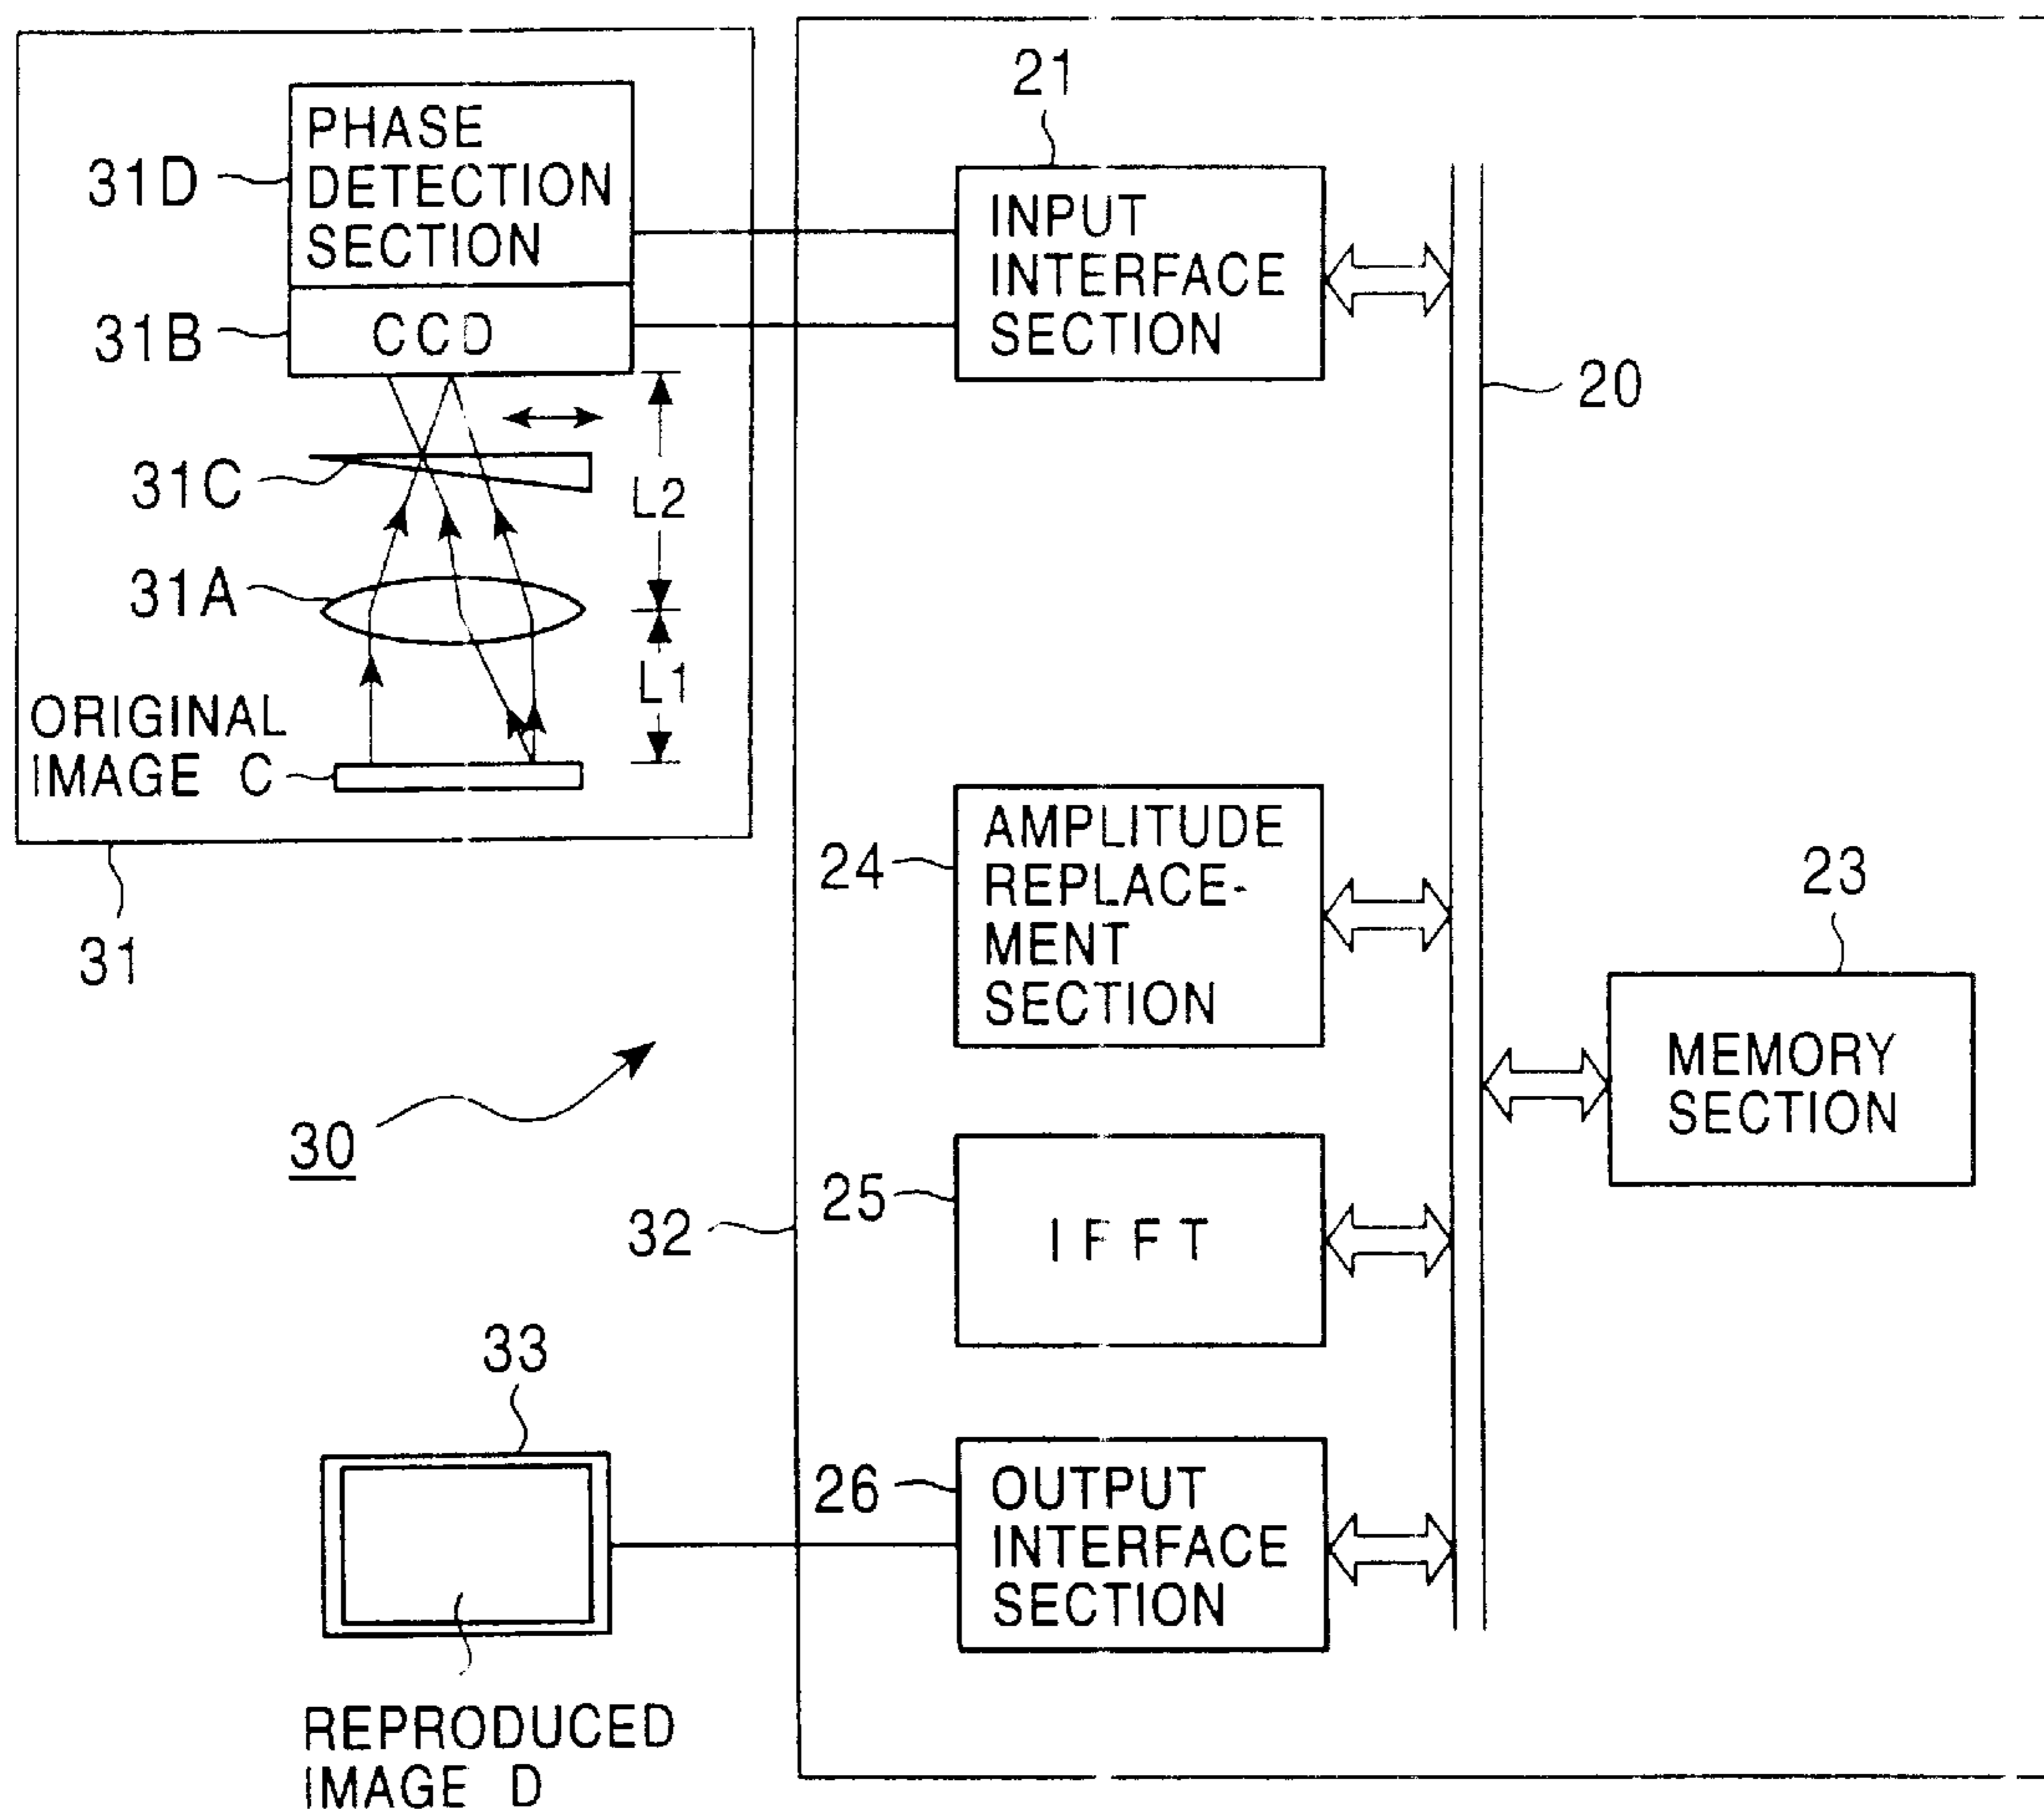 21
PHASE
DETECTION
SECTION
31D
INPUT
INTERFACE
SECTION
31B
CCD
20
31C
L2
31A
L1
ORIGINAL
IMAGE C
31
24
AMPLITUDE
REPLACE-
MENT
SECTION
23
MEMORY
SECTION
30
32
25
IFFT
33
26
OUTPUT
INTERFACE
SECTION
REPRODUCED
IMAGE D